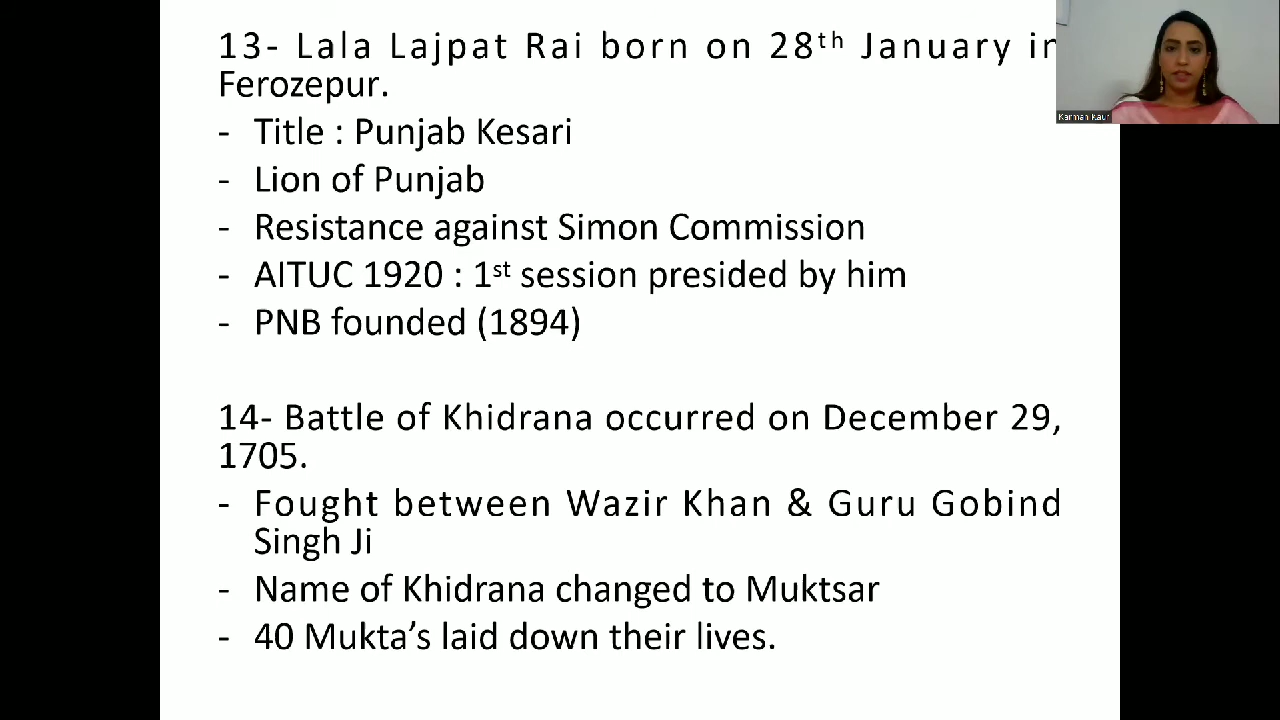 13- Lala Lajpat Rai born on 28th January in
Ferozepur.
- Title : Punjab Kesari
- Lion of Punjab
- Resistance against Simon Commission
- AITUC 1920 : 1st session presided by him
- PNB founded (1894)
14- Battle of Khidrana occurred on December 29,
1705.
- Fought between Wazir Khan & Guru Gobind
Singh Ji
- Name of Khidrana changed to Muktsar
- 40 Mukta’s laid down their lives.
Karman Kaur